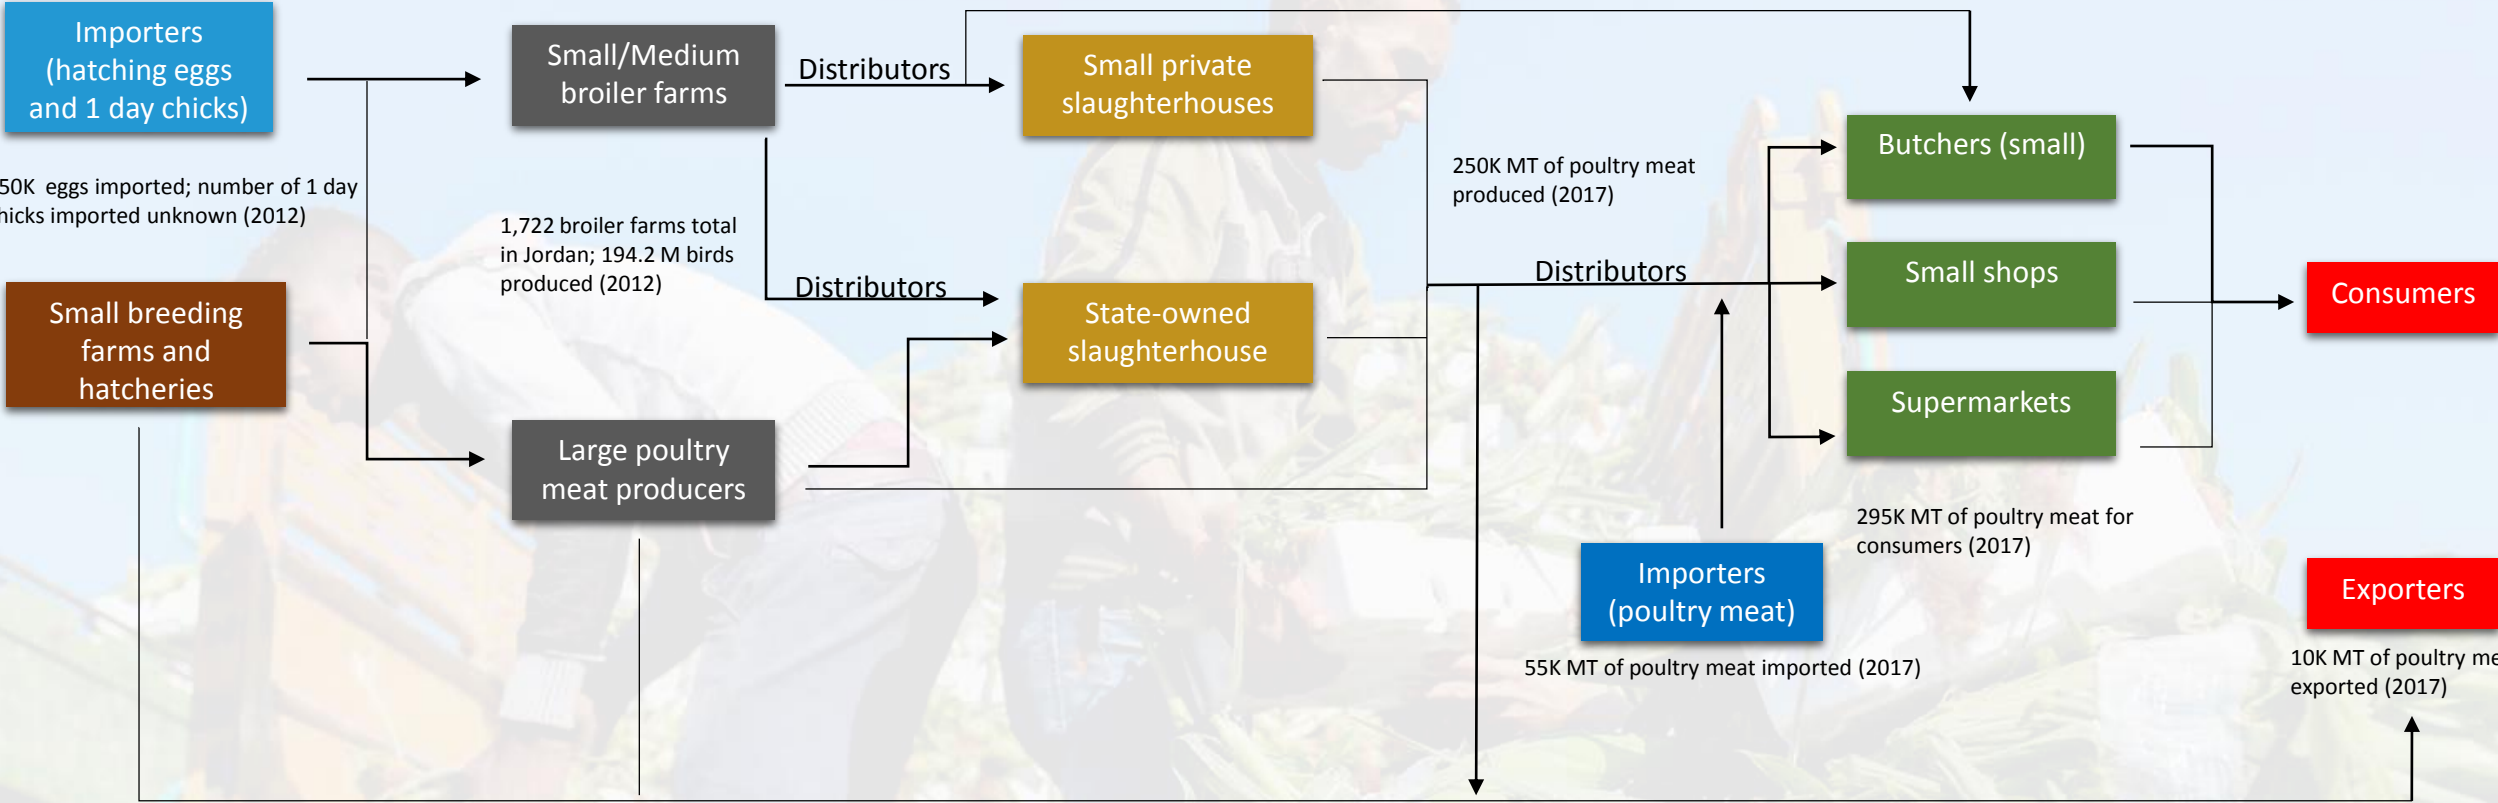 Importers
(hatching eggs
and 1 day chicks)
50K eggs imported; number of 1 day
hicks imported unknown (2012)
Small breeding
farms and
hatcheries
Small/Medium
broiler farms
1,722 broiler farms total
in Jordan; 194.2 M birds
produced (2012)
Large poultry
meat producers
Distributors
Distributors
Small private
slaughterhouses
State-owned
slaughterhouse
250K MT of poultry meat
produced (2017)
Distributors
Importers
(poultry meat)
55K MT of poultry meat imported (2017)
Butchers (small)
Small shops
Supermarkets
295K MT of poultry meat for
consumers (2017)
Consumers
Exporters
10K MT of poultry me
exported (2017)